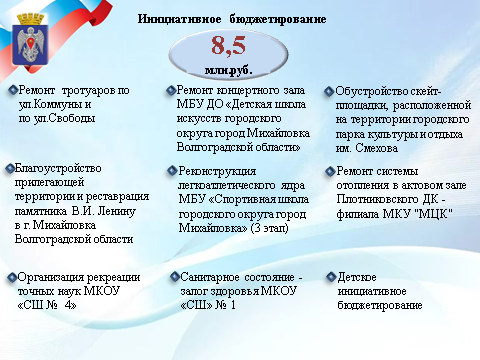 Инициативное бюджетирование
8,5
млн.руб.
Ремонт тротуаров по
ул.Коммуны и
по ул.Свободы
Ремонт концертного зала
МБУ ДО «Детская школа
искусств городского
округа город Михайловка
Волгоградской области»
Обустройство скейт-
площадки, расположенной
на территории городского
парка культуры и отдыха
им. Смехова
Благоустройство
прилегающей
территории и реставрация
памятника В.И. Ленину
в г. Михайловка
Волгоградской области
Реконструкция
легкоатлетического ядра
МБУ «Спортивная школа
городского округа город
Михайловка» (3 этап)
Ремонт системы
отопления в актовом зале
Плотниковского ДК -
филиала МКУ "МЦК"
Организация рекреации
точных наук МКОУ
«СШ № 4»
Санитарное состояние -
залог здоровья МКОУ
«СШ» № 1
Детское
инициативное
бюджетирование